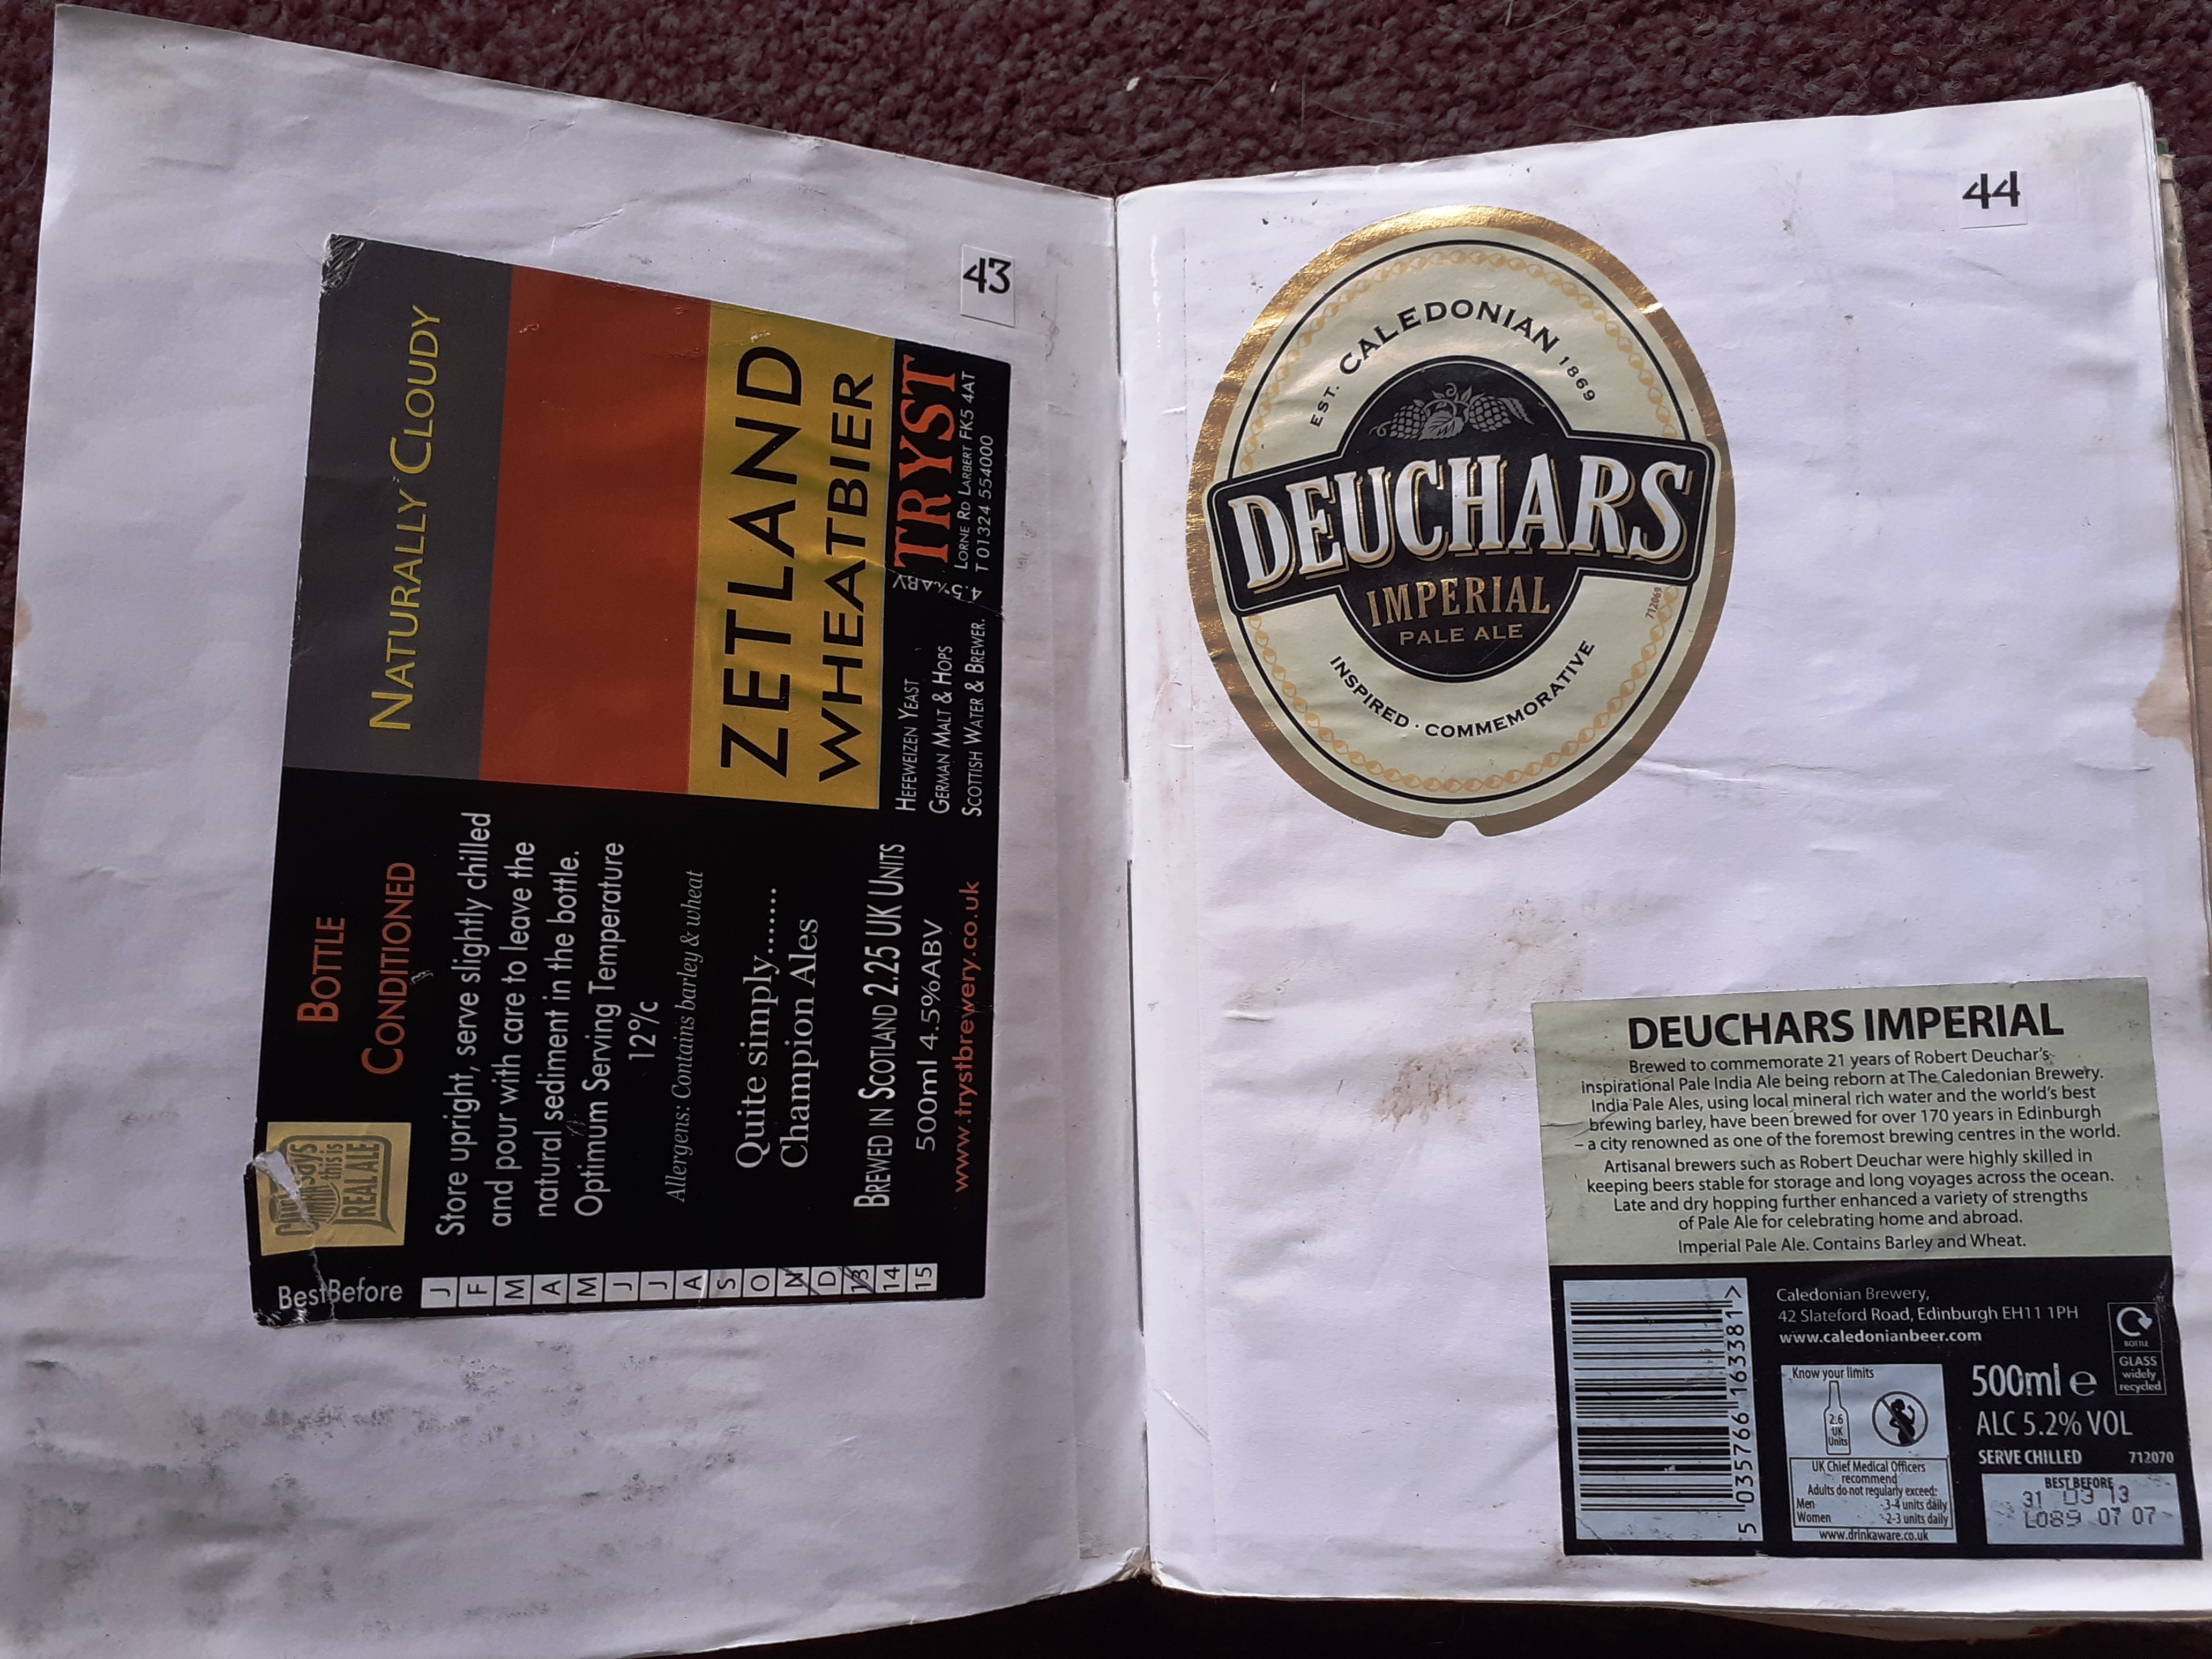 43
NATURALLY CLOUDY
ZETLAND
WHEATBIER
TRYST
4.5%ABV
LORNE RD LARBERT FK5 4AT
T 01324 554000
HEFEWEIZEN YEAST
GERMAN MALT & HOPS
SCOTTISH WATER & BREWER.
BOTTLE
CONDITIONED
says
this is
REAL ALE
Store upright, serve slightly chilled
and pour with care to leave the
natural sediment in the bottle.
Optimum Serving Temperature
12°/c
Allergens: Contains barley & wheat
Quite simply.......
Champion Ales
BREWED IN SCOTLAND 2.25 UK UNITS
500ml 4.5%ABV
www.trystbrewery.co.uk
BestBefore
J F M A M J J A S O N D 13 14 15
44
EST. CALEDONIAN 1869
DEUCHARS
IMPERIAL
PALE ALE
INSPIRED · COMMEMORATIVE
712069
DEUCHARS IMPERIAL
Brewed to commemorate 21 years of Robert Deuchar's
inspirational Pale India Ale being reborn at The Caledonian Brewery.
India Pale Ales, using local mineral rich water and the world's best
brewing barley, have been brewed for over 170 years in Edinburgh
– a city renowned as one of the foremost brewing centres in the world.
Artisanal brewers such as Robert Deuchar were highly skilled in
keeping beers stable for storage and long voyages across the ocean.
Late and dry hopping further enhanced a variety of strengths
of Pale Ale for celebrating home and abroad.
Imperial Pale Ale. Contains Barley and Wheat.
5 035766 163381 >
Caledonian Brewery,
42 Slateford Road, Edinburgh EH11 1PH
www.caledonianbeer.com
BOTTLE
GLASS
widely
recycled
Know your limits
2.6
UK
Units
UK Chief Medical Officers
recommend
Adults do not regularly exceed:
Men 3-4 units daily
Women 2-3 units daily
www.drinkaware.co.uk
500ml e
ALC 5.2% VOL
SERVE CHILLED 712070
BEST BEFORE
31 03 13
L089 07 07